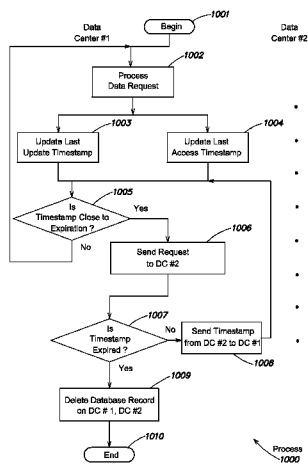 Data
Center #1
Begin
1001
Data
Center #2
1002
Process
Data Request
1003
Update Last
Update Timestamp
1004
Update Last
Access Timestamp
1005
Is
Timestamp Close to
Expiration ?
Yes
No
1006
Send Request
to DC #2
1007
Is
Timestamp
Expired ?
No
Yes
Send Timestamp
from DC #2 to DC #1
1008
1009
Delete Database Record
on DC # 1, DC #2
End
1010
Process
1000